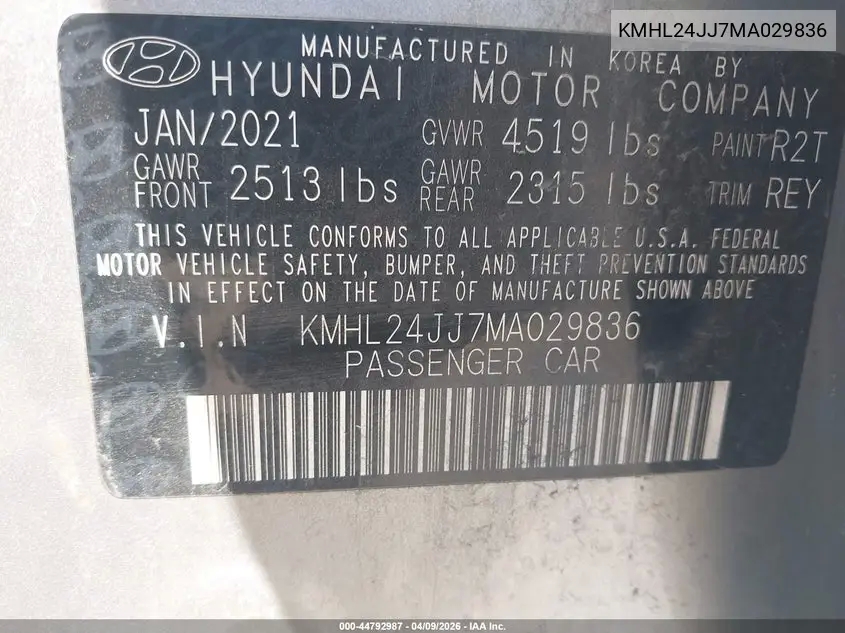 KMHL24JJ7MA029836
MANUFACTURED IN KOREA BY
HYUNDAI MOTOR COMPANY
JAN/2021 GVWR 4519 lbs PAINT R2T
GAWR FRONT 2513 lbs GAWR REAR 2315 lbs TRIM REY
THIS VEHICLE CONFORMS TO ALL APPLICABLE U.S.A. FEDERAL
MOTOR VEHICLE SAFETY, BUMPER, AND THEFT PREVENTION STANDARDS
IN EFFECT ON THE DATE OF MANUFACTURE SHOWN ABOVE
V.I.N KMHL24JJ7MA029836
PASSENGER CAR
000-44792987 - 04/09/2026 - IAA Inc.